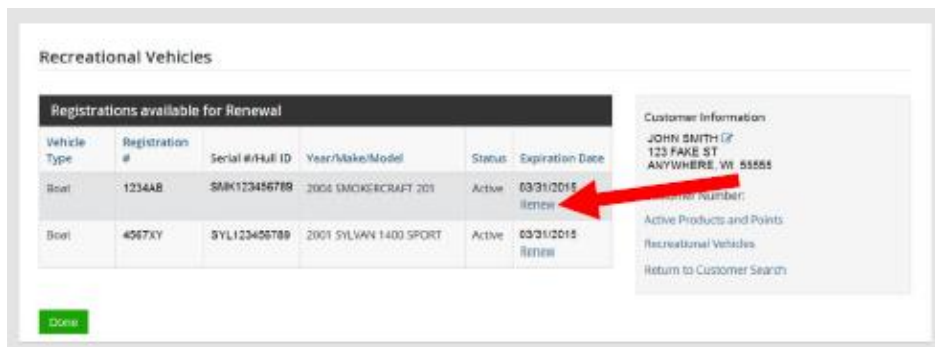 Recreational Vehicles
Registrations available for Renewal
Vehicle Type
Registration #
Serial #/Hull ID
Year/Make/Model
Status
Expiration Date
Boat
1234AB
SMK123456789
2004 SMOKERCRAFT 201
Active
03/31/2015
Renew
Boat
4567XY
SYL123456789
2001 SYLVAN 1400 SPORT
Active
03/31/2015
Renew
Done
Customer Information
JOHN SMITH
123 FAKE ST
ANYWHERE, WI 55555
Number:
Active Products and Points
Recreational Vehicles
Return to Customer Search